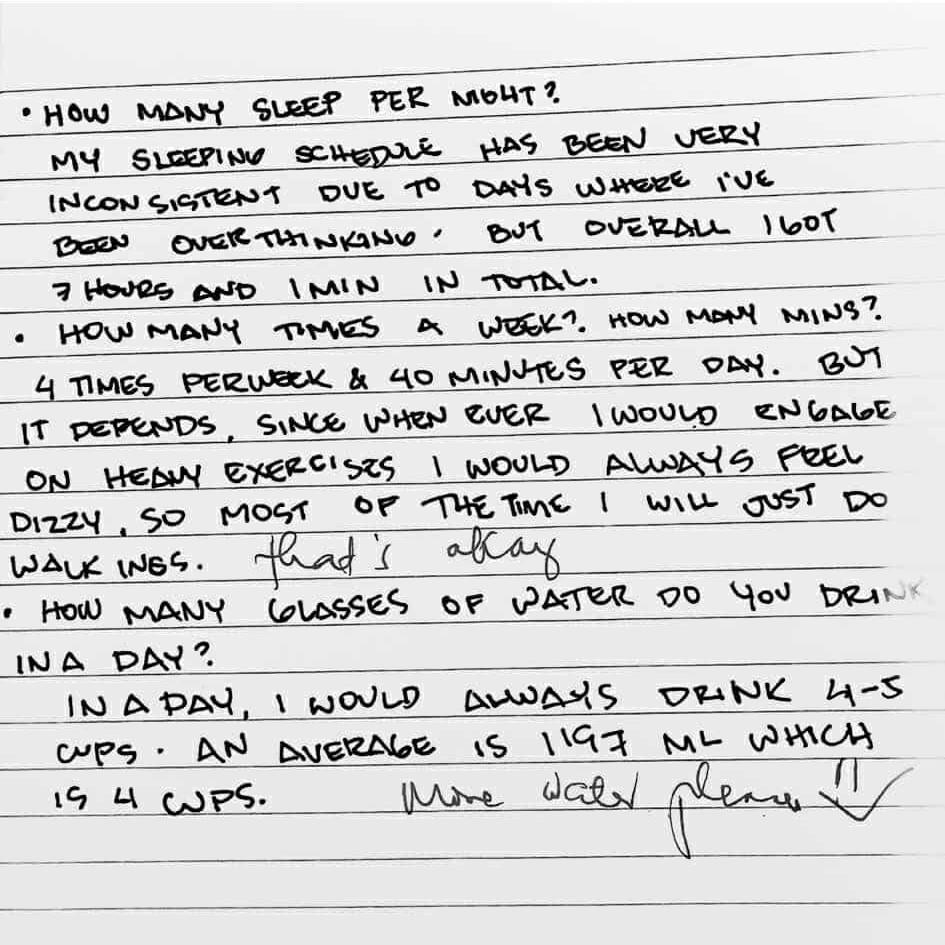 • HOW MANY SLEEP PER NIGHT?
MY SLEEPING SCHEDULE HAS BEEN VERY
INCONSISTENT DUE TO DAYS WHERE I'VE
BEEN OVERTHINKING. BUT OVERALL I GOT
7 HOURS AND 1 MIN IN TOTAL.
• HOW MANY TIMES A WEEK? HOW MANY MINS?
4 TIMES PERWEEK & 40 MINUTES PER DAY. BUT
IT DEPENDS, SINCE WHEN EVER I WOULD ENGAGE
ON HEAVY EXERCISES I WOULD ALWAYS FEEL
DIZZY, SO MOST OF THE TIME I WILL JUST DO
WALKINGS. that's okay
• HOW MANY GLASSES OF WATER DO YOU DRINK
IN A DAY?
IN A DAY, I WOULD ALWAYS DRINK 4-5
CUPS. AN AVERAGE IS 1197 ML WHICH
IS 4 CUPS. More water please !!